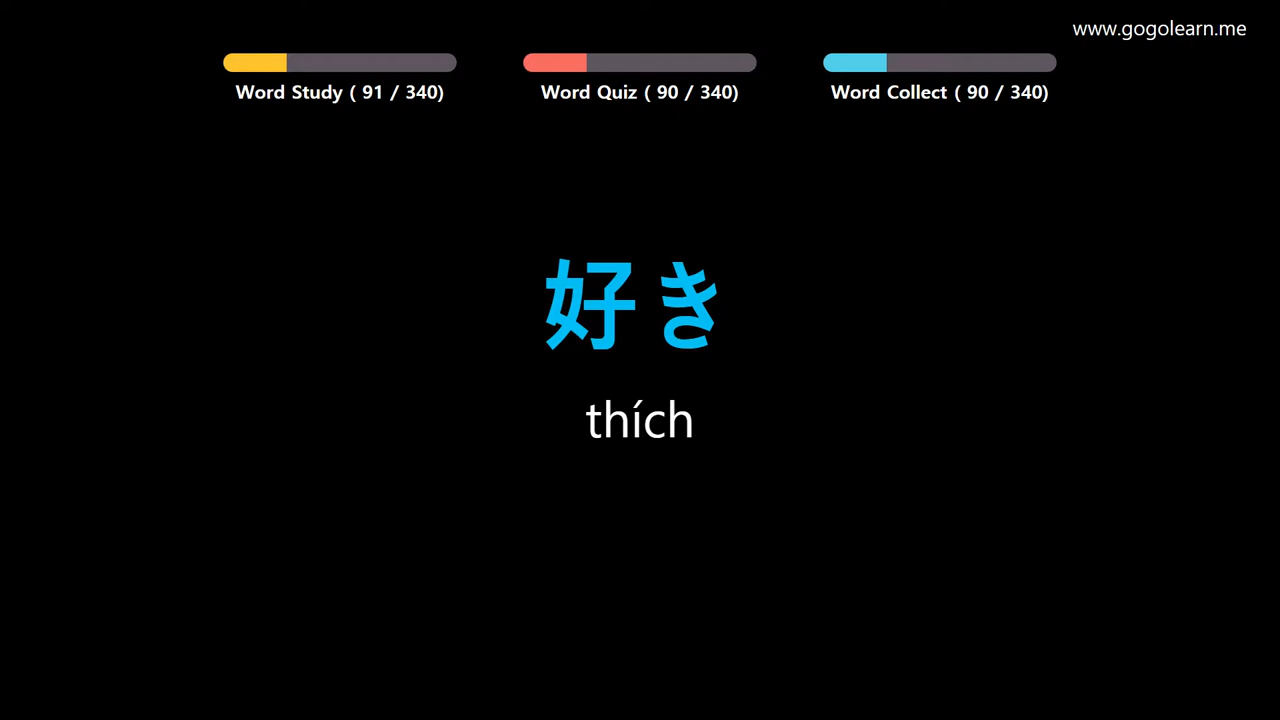 www.gogolearn.me
Word Study ( 91 / 340)
Word Quiz ( 90 / 340)
Word Collect ( 90 / 340)
好き
thích